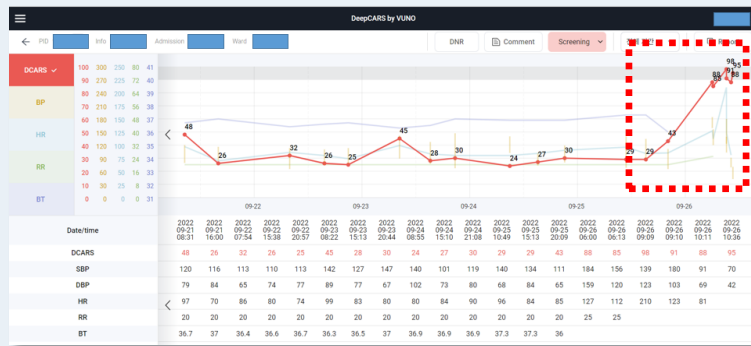 DeepCARS by VUNO
PID Info Admission Ward DNR Comment Screening
DCARS 100 300 250 80 41
90 270 225 72 40
BP 80 240 200 64 39
70 210 175 56 38
60 180 150 48 37
HR 50 150 125 40 36
40 120 100 32 35
RR 30 90 75 24 34
20 60 50 16 33
BT 10 30 25 8 32
0 0 0 0 31
48 26 32 26 25 45 28 30 24 27 30 29 29 43 88 85 98 91 88 95
09-22 09-23 09-24 09-25 09-26
Date/time
2022 2022 2022 2022 2022 2022 2022 2022 2022 2022 2022 2022 2022 2022 2022 2022 2022 2022 2022 2022
09-21 09-21 09-22 09-22 09-22 09-23 09-23 09-23 09-24 09-24 09-24 09-25 09-25 09-25 09-26 09-26 09-26 09-26 09-26 09-26
08:31 16:00 07:54 15:38 20:57 08:22 15:13 20:44 08:55 15:10 21:08 10:49 15:13 20:09 06:00 06:13 09:09 09:10 10:11 10:36
DCARS 48 26 32 26 25 45 28 30 24 27 30 29 29 43 88 85 98 91 88 95
SBP 120 116 113 110 113 142 127 147 140 101 119 140 134 111 184 156 139 180 91 70
DBP 79 84 65 74 77 89 77 67 102 73 80 68 84 65 159 120 123 103 69 42
HR 97 70 86 80 74 99 83 80 80 84 90 96 84 85 127 112 210 123 81
RR 20 20 20 20 20 20 20 20 20 20 20 20 20 20 25 25
BT 36.7 37 36.4 36.6 36.7 36.3 36.5 37 36.9 36.9 36.9 37.3 37.3 36